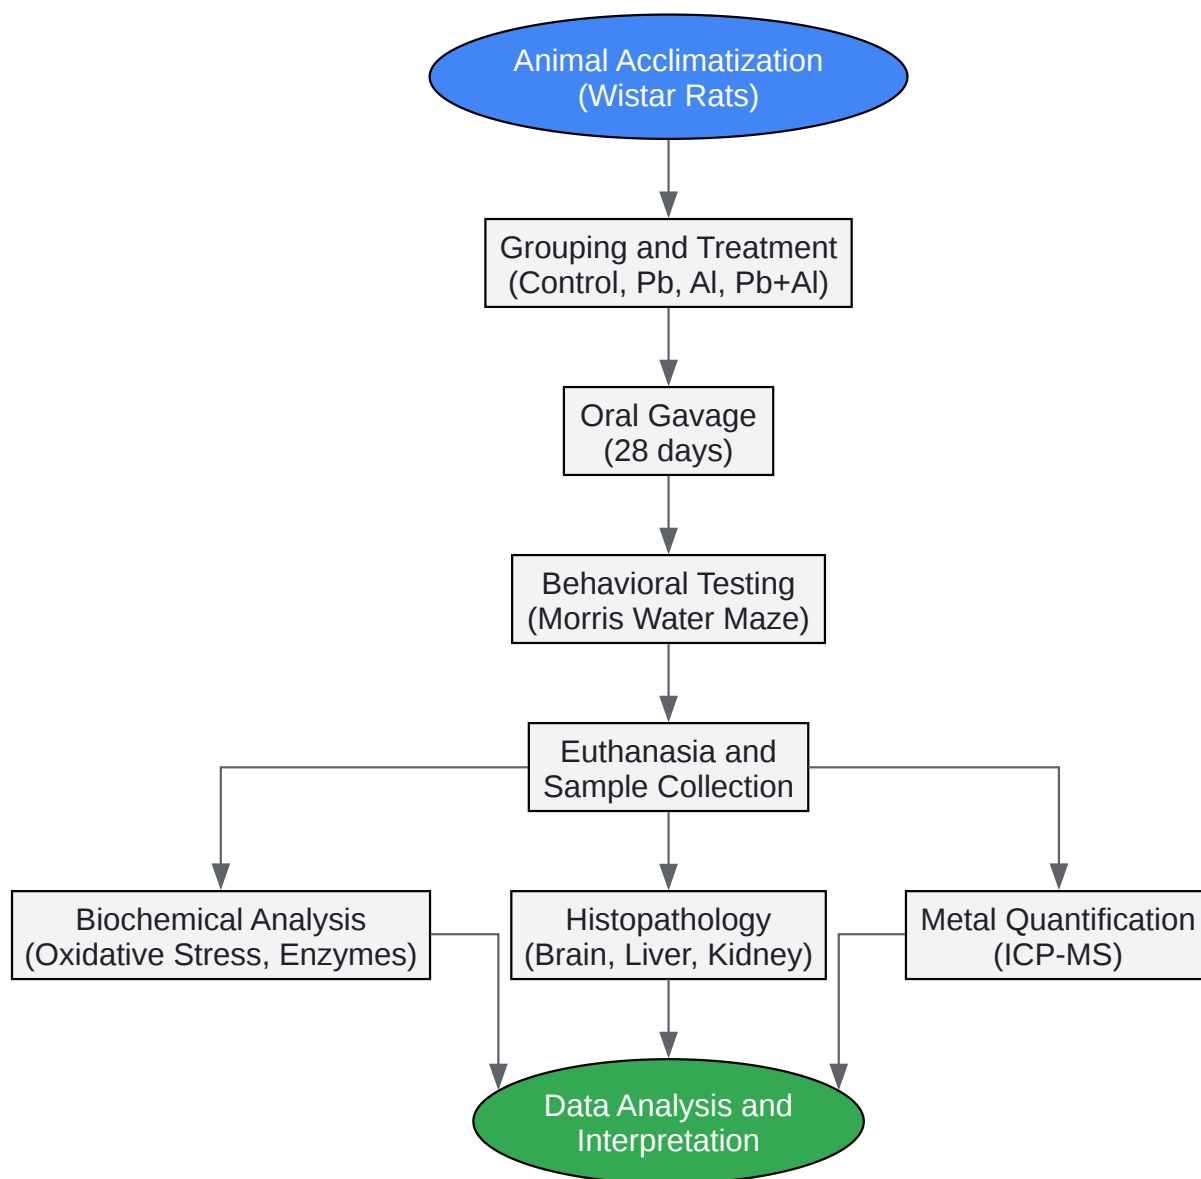 Animal Acclimatization
(Wistar Rats)
Grouping and Treatment
(Control, Pb, Al, Pb+Al)
Oral Gavage
(28 days)
Behavioral Testing
(Morris Water Maze)
Euthanasia and
Sample Collection
Biochemical Analysis
(Oxidative Stress, Enzymes)
Histopathology
(Brain, Liver, Kidney)
Metal Quantification
(ICP-MS)
Data Analysis and
Interpretation